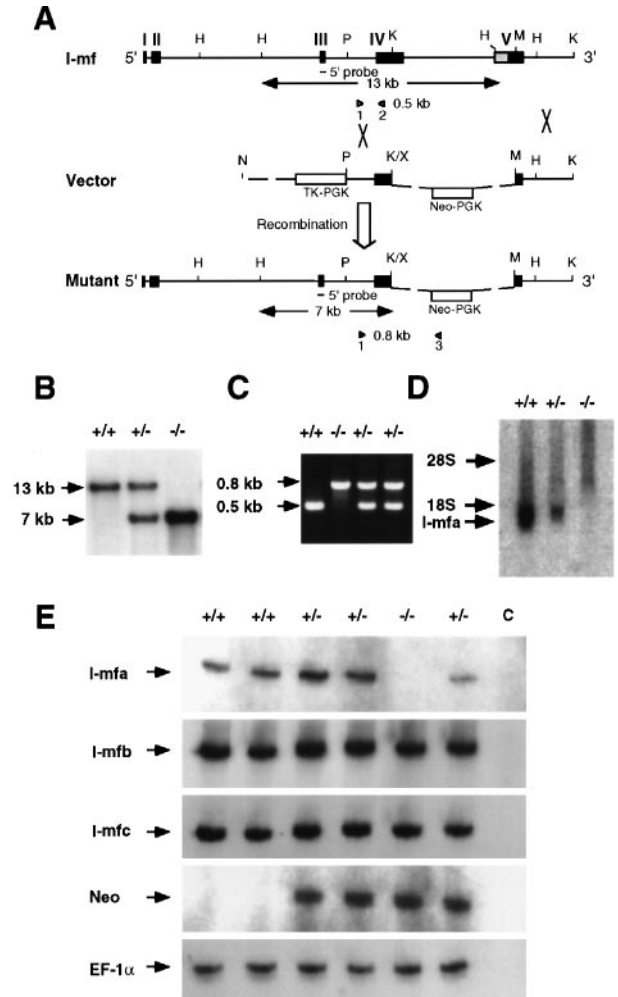 A
I II H H III P IV K H V M H K
I-mf 5' 3'
5' probe
13 kb
1 2 0.5 kb
N P K/X M H K
Vector
TK-PGK Neo-PGK
Recombination
H H P K/X M H K
Mutant 5' 3'
5' probe Neo-PGK
7 kb
1 0.8 kb 3
B
+/+ +/- -/-
13 kb
7 kb
C
+/+ -/- +/- +/-
0.8 kb
0.5 kb
D
+/+ +/- -/-
28S
18S
I-mfa
E
+/+ +/+ +/- +/- -/- +/- C
I-mfa
I-mfb
I-mfc
Neo
EF-1α